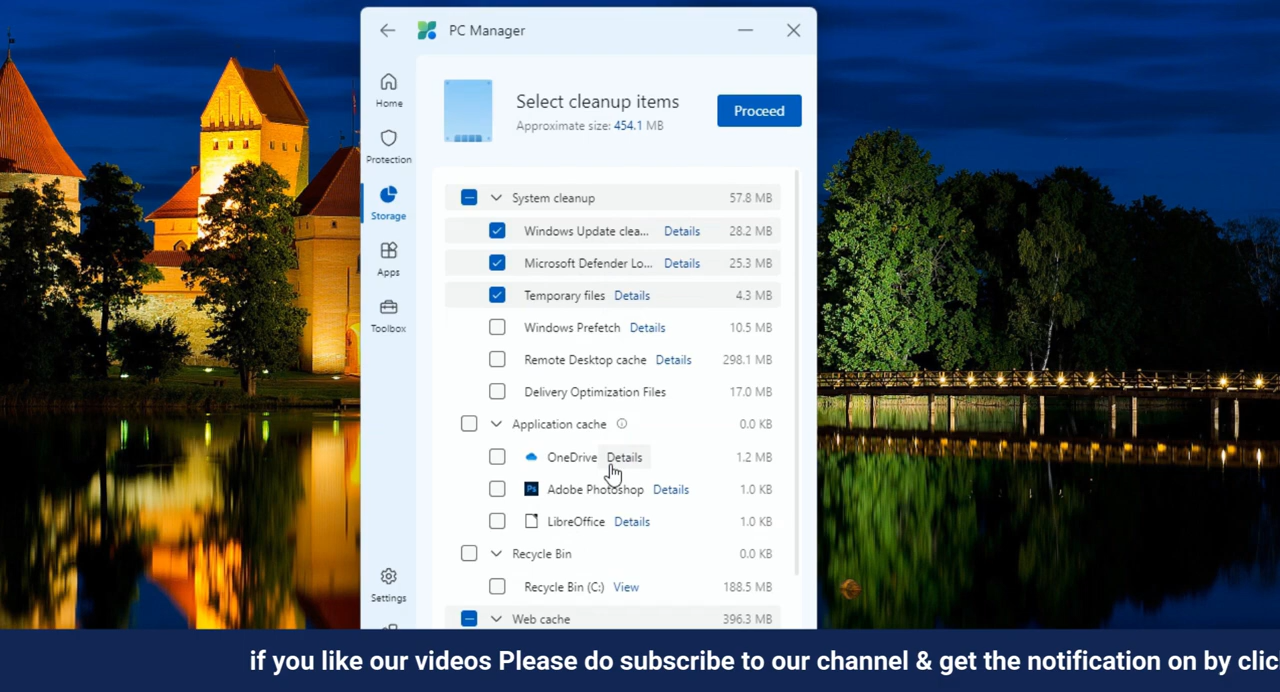 PC Manager
Home
Protection
Storage
Apps
Toolbox
Settings
Select cleanup items
Approximate size: 454.1 MB
Proceed
System cleanup 57.8 MB
Windows Update clea... Details 28.2 MB
Microsoft Defender Lo... Details 25.3 MB
Temporary files Details 4.3 MB
Windows Prefetch Details 10.5 MB
Remote Desktop cache Details 298.1 MB
Delivery Optimization Files 17.0 MB
Application cache 0.0 KB
OneDrive Details 1.2 MB
Ps Adobe Photoshop Details 1.0 KB
LibreOffice Details 1.0 KB
Recycle Bin 0.0 KB
Recycle Bin (C:) View 188.5 MB
Web cache 396.3 MB
if you like our videos Please do subscribe to our channel & get the notification on by clic